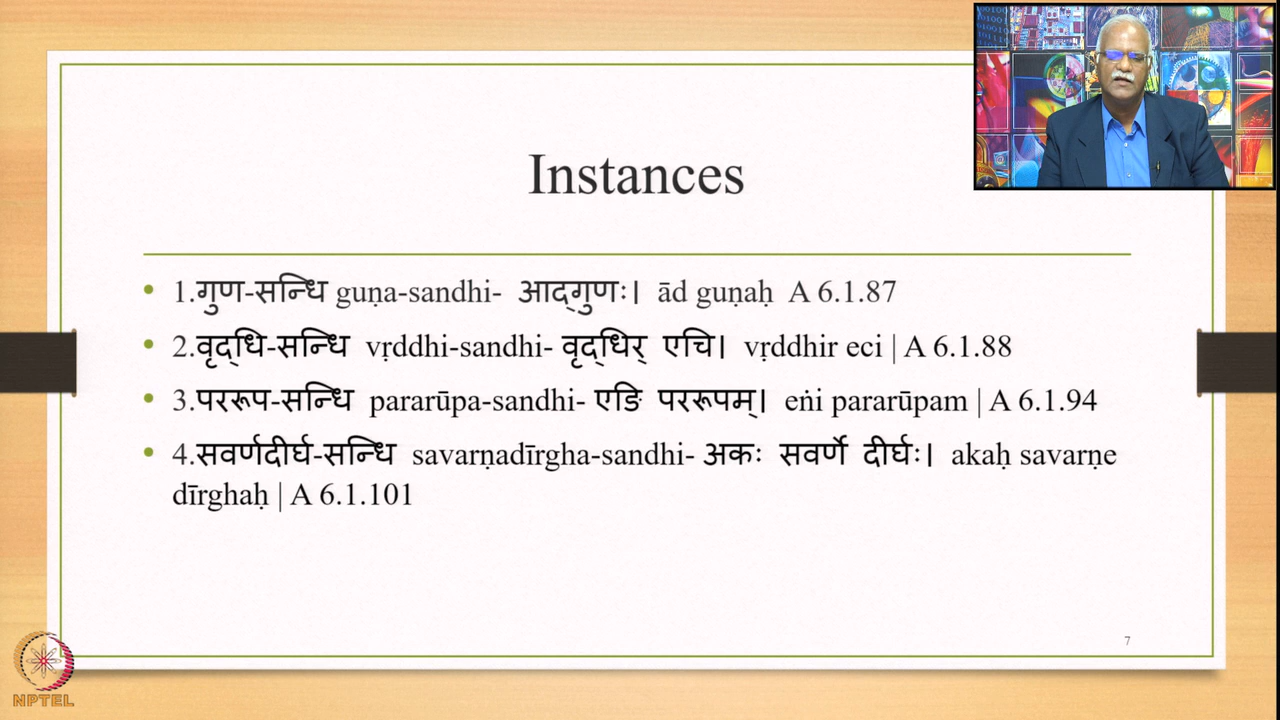 Instances
• 1.गुण-सन्धि guṇa-sandhi- आद्गुणः। ād guṇaḥ A 6.1.87
• 2.वृद्धि-सन्धि vṛddhi-sandhi- वृद्धिर् एचि। vṛddhir eci | A 6.1.88
• 3.पररूप-सन्धि pararūpa-sandhi- एङि पररूपम्। eṅi pararūpam | A 6.1.94
• 4.सवर्णदीर्घ-सन्धि savarṇadīrgha-sandhi- अकः सवर्णे दीर्घः। akaḥ savarṇe
dīrghaḥ | A 6.1.101
7
NPTEL